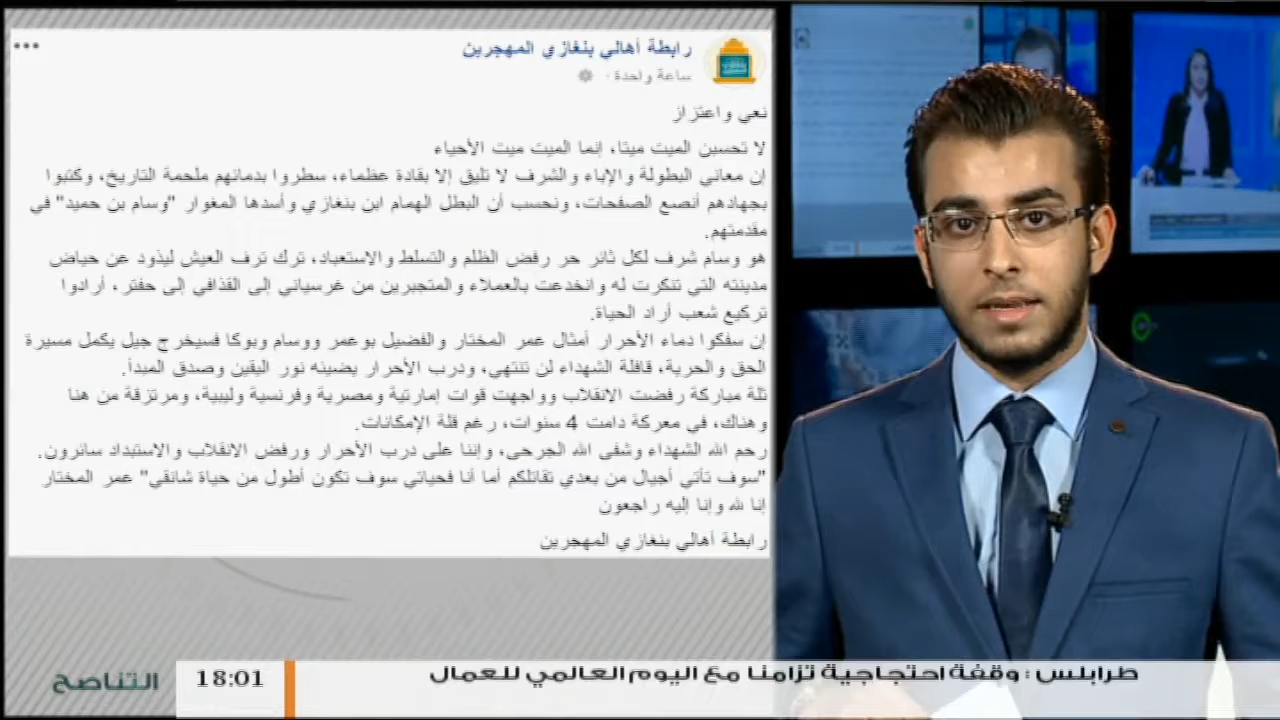 رابطة أهالي بنغازي المهجرين
ساعة واحدة ·
نعي واعتزاز
لا تحسبن الميت ميتا، إنما الميت ميت الأحياء
إن معاني البطولة والإباء والشرف لا تليق إلا بقادة عظماء، سطروا بدمائهم ملحمة التاريخ، وكتبوا
بجهادهم أنصع الصفحات، ونحسب أن البطل الهمام ابن بنغازي وأسدها المغوار "وسام بن حميد" في
مقدمتهم.
هو وسام شرف لكل ثائر حر رفض الظلم والتسلط والاستعباد، ترك ترف العيش ليذود عن حياض
مدينته التي تنكرت له وانخدعت بالعملاء والمتجبرين من غرسياني إلى القذافي إلى حفتر، أرادوا
تركيع شعب أراد الحياة.
إن سفكوا دماء الأحرار أمثال عمر المختار والفضيل بوعمر ووسام وبوكا فسيخرج جيل يكمل مسيرة
الحق والحرية، قافلة الشهداء لن تنتهي، ودرب الأحرار يضيئه نور اليقين وصدق المبدأ.
ثلة مباركة رفضت الانقلاب وواجهت قوات إمارتية ومصرية وفرنسية وليبية، ومرتزقة من هنا
وهناك، في معركة دامت 4 سنوات، رغم قلة الإمكانات.
رحم الله الشهداء وشفى الله الجرحى، وإننا على درب الأحرار ورفض الانقلاب والاستبداد سائرون.
"سوف تأتي أجيال من بعدي تقاتلكم أما أنا فحياتي سوف تكون أطول من حياة شانقي" عمر المختار
إنا لله وإنا إليه راجعون
رابطة أهالي بنغازي المهجرين
طرابلس : وقفة احتجاجية تزامنا مع اليوم العالمي للعمال
18:01
التناصح